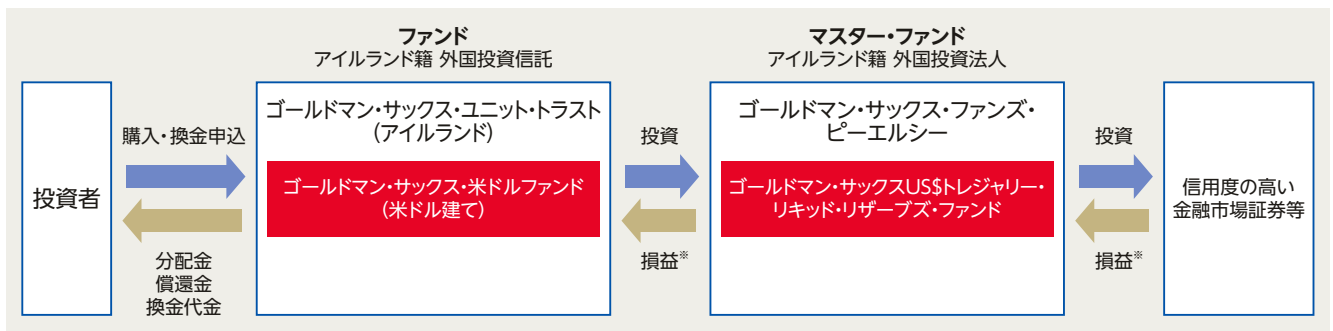 ファンド
アイルランド籍 外国投資信託
マスター・ファンド
アイルランド籍 外国投資法人
投資者
購入・換金申込
分配金
償還金
換金代金
ゴールドマン・サックス・ユニット・トラスト
(アイルランド)
ゴールドマン・サックス・米ドルファンド
(米ドル建て)
投資
損益※
ゴールドマン・サックス・ファンズ・
ピーエルシー
ゴールドマン・サックスUS$トレジャリー・
リキッド・リザーブズ・ファンド
投資
損益※
信用度の高い
金融市場証券等